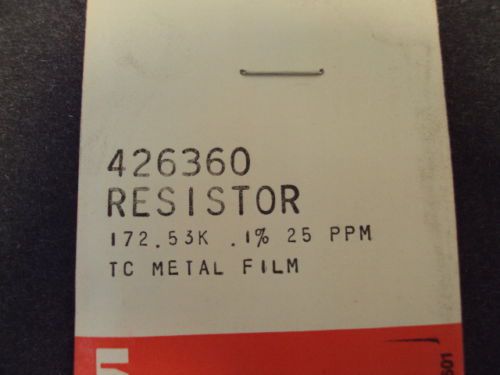 426360
RESISTOR
172.53K .1% 25 PPM
TC METAL FILM